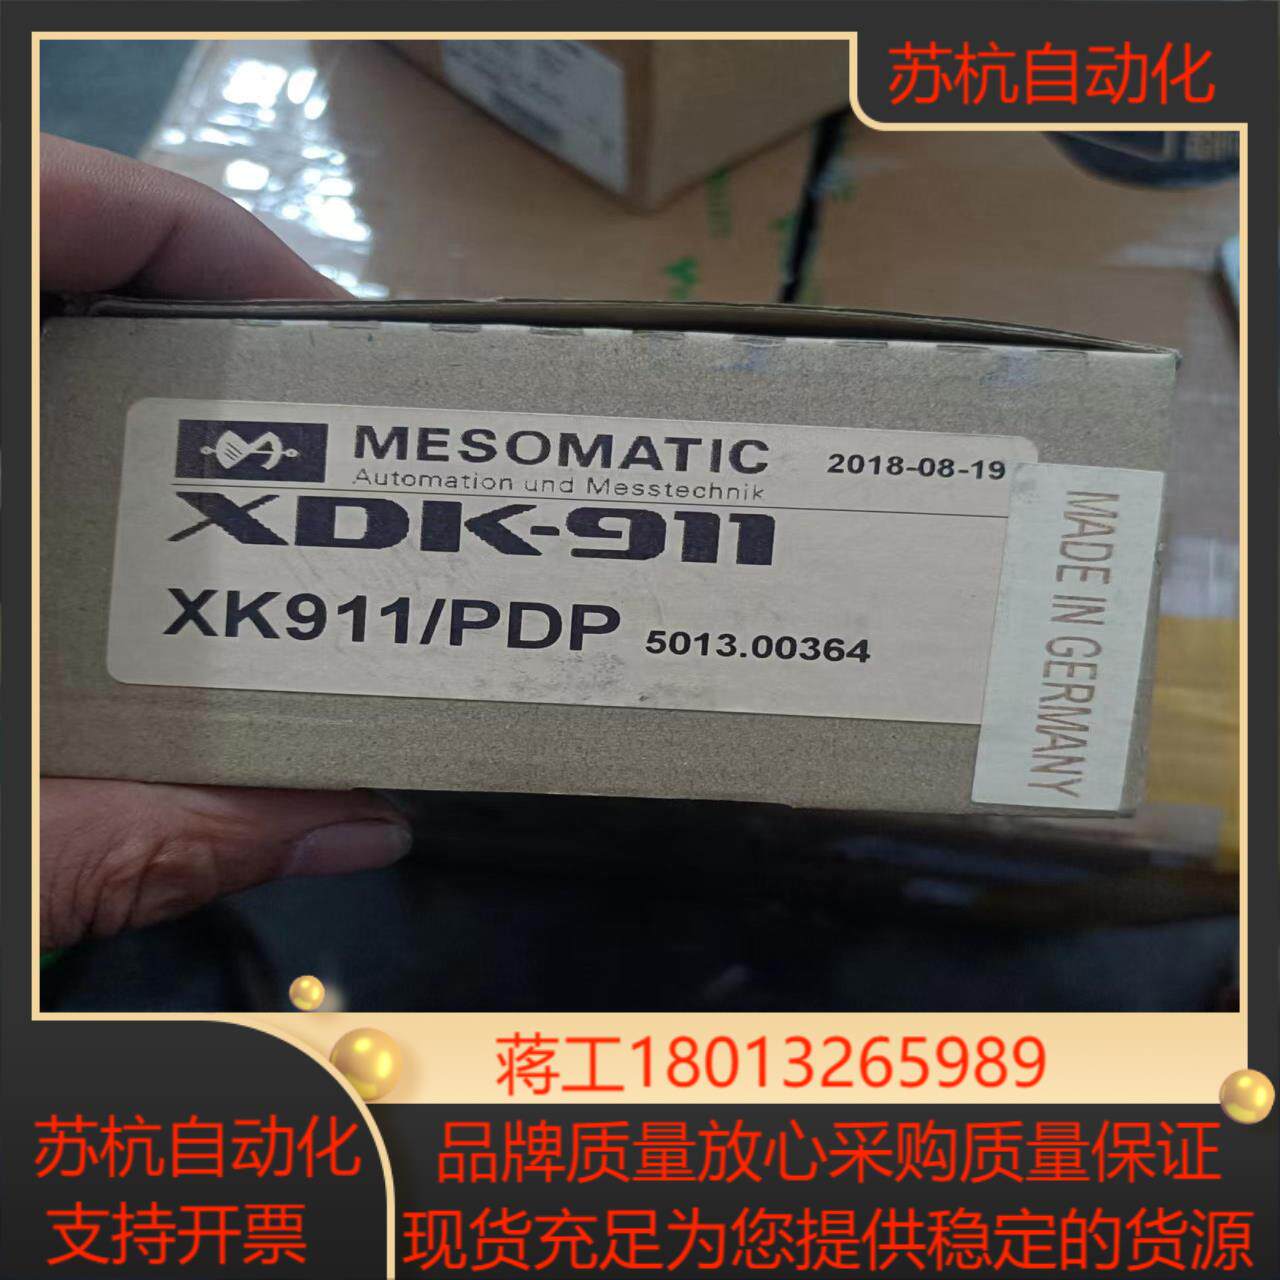 苏杭自动化
MESOMATIC
2018-08-19
Automation und Messtechnik
XDK-911
XK911/PDP 5013.00364
MADE IN GERMANY
蒋工18013265989
苏杭自动化
支持开票
品牌质量放心采购质量保证
现货充足为您提供稳定的货源